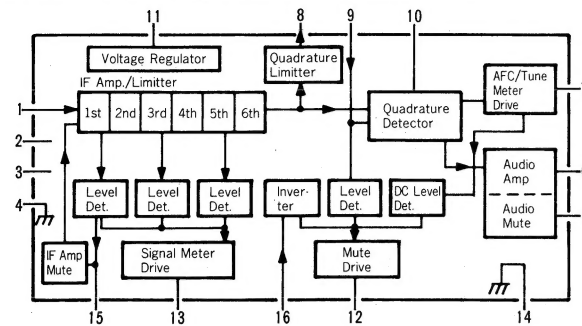 11
8
9
10
Voltage Regulator
Quadrature
Limitter
AFC/Tune
Meter
Drive
IF Amp./Limitter
1
1st 2nd 3rd 4th 5th 6th
Quadrature
Detector
2
3
4
Level
Det.
Level
Det.
Level
Det.
Inver-
ter
Level
Det.
DC Level
Det.
Audio
Amp
Audio
Mute
IF Amp
Mute
Signal Meter
Drive
Mute
Drive
15
13
16
12
14